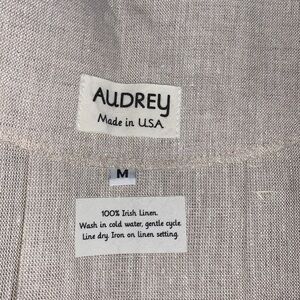 AUDREY
Made in U.S.A
M
100% Irish Linen.
Wash in cold water, gentle cycle.
Line dry. Iron on linen setting.